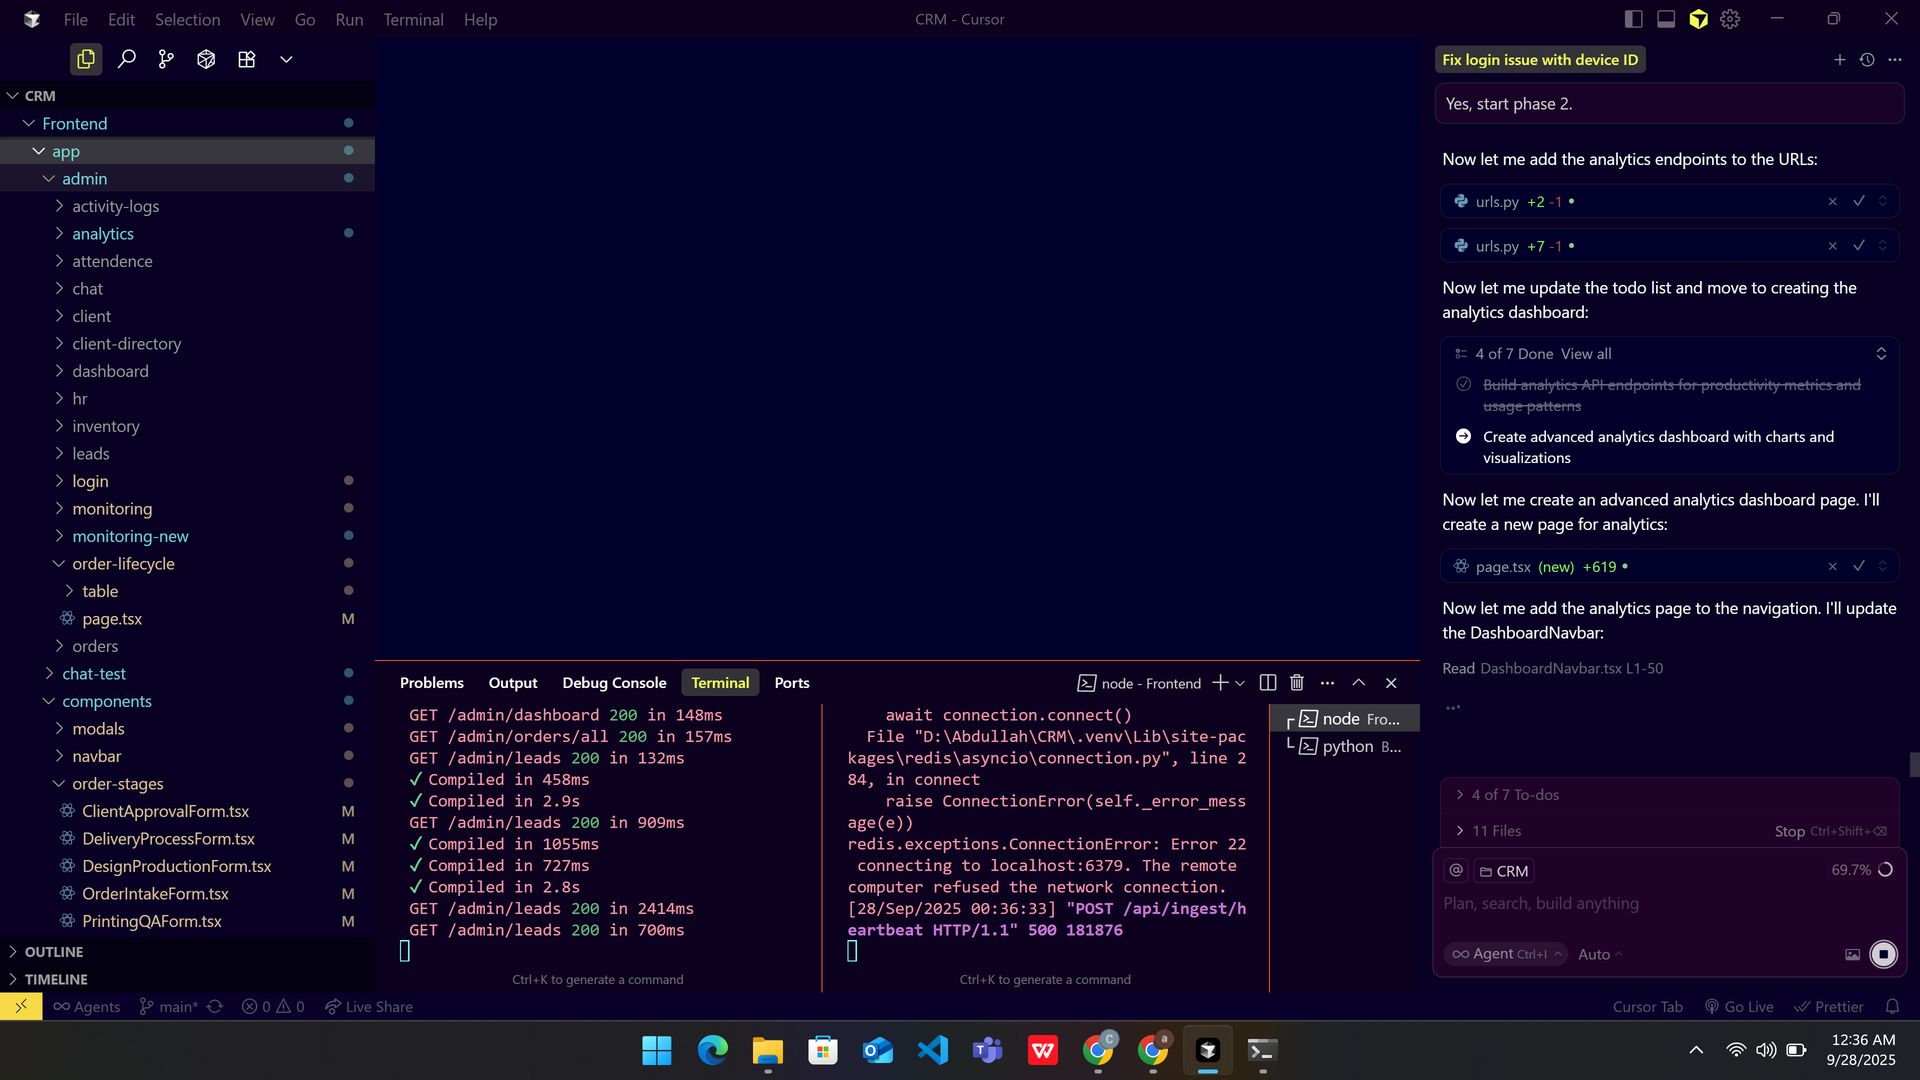 File Edit Selection View Go Run Terminal Help
CRM - Cursor
CRM
Frontend
app
admin
activity-logs
analytics
attendence
chat
client
client-directory
dashboard
hr
inventory
leads
login
monitoring
monitoring-new
order-lifecycle
table
page.tsx M
orders
chat-test
components
modals
navbar
order-stages
ClientApprovalForm.tsx M
DeliveryProcessForm.tsx M
DesignProductionForm.tsx M
OrderIntakeForm.tsx M
PrintingQAForm.tsx M
OUTLINE
TIMELINE
Problems Output Debug Console Terminal Ports
node - Frontend
GET /admin/dashboard 200 in 148ms
GET /admin/orders/all 200 in 157ms
GET /admin/leads 200 in 132ms
✓ Compiled in 458ms
✓ Compiled in 2.9s
GET /admin/leads 200 in 909ms
✓ Compiled in 1055ms
✓ Compiled in 727ms
✓ Compiled in 2.8s
GET /admin/leads 200 in 2414ms
GET /admin/leads 200 in 700ms
Ctrl+K to generate a command
await connection.connect()
File "D:\Abdullah\CRM\.venv\Lib\site-pac
kages\redis\asyncio\connection.py", line 2
84, in connect
raise ConnectionError(self._error_mess
age(e))
redis.exceptions.ConnectionError: Error 22
connecting to localhost:6379. The remote
computer refused the network connection.
[28/Sep/2025 00:36:33] "POST /api/ingest/h
eartbeat HTTP/1.1" 500 181876
Ctrl+K to generate a command
node Fro...
python B...
Fix login issue with device ID
Yes, start phase 2.
Now let me add the analytics endpoints to the URLs:
urls.py +2 -1
urls.py +7 -1
Now let me update the todo list and move to creating the
analytics dashboard:
4 of 7 Done View all
Build analytics API endpoints for productivity metrics and
usage patterns
Create advanced analytics dashboard with charts and
visualizations
Now let me create an advanced analytics dashboard page. I'll
create a new page for analytics:
page.tsx (new) +619
Now let me add the analytics page to the navigation. I'll update
the DashboardNavbar:
Read DashboardNavbar.tsx L1-50
4 of 7 To-dos
11 Files Stop Ctrl+Shift+⌫
@ CRM 69.7%
Plan, search, build anything
Agent Ctrl+I Auto
Agents main* 0 0 Live Share
Cursor Tab Go Live Prettier
12:36 AM
9/28/2025